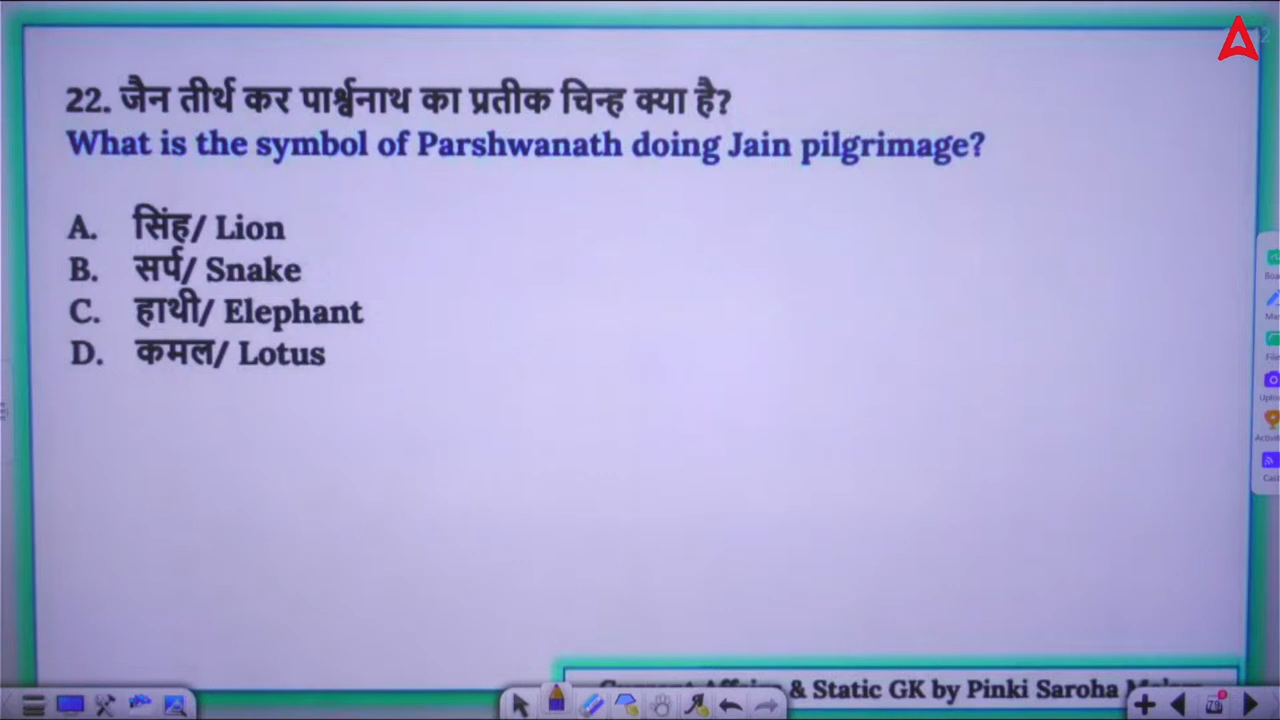 22. जैन तीर्थ कर पार्श्वनाथ का प्रतीक चिन्ह क्या है?
What is the symbol of Parshwanath doing Jain pilgrimage?
A. सिंह/ Lion
B. सर्प/ Snake
C. हाथी/ Elephant
D. कमल/ Lotus
& Static GK by Pinki Saroha